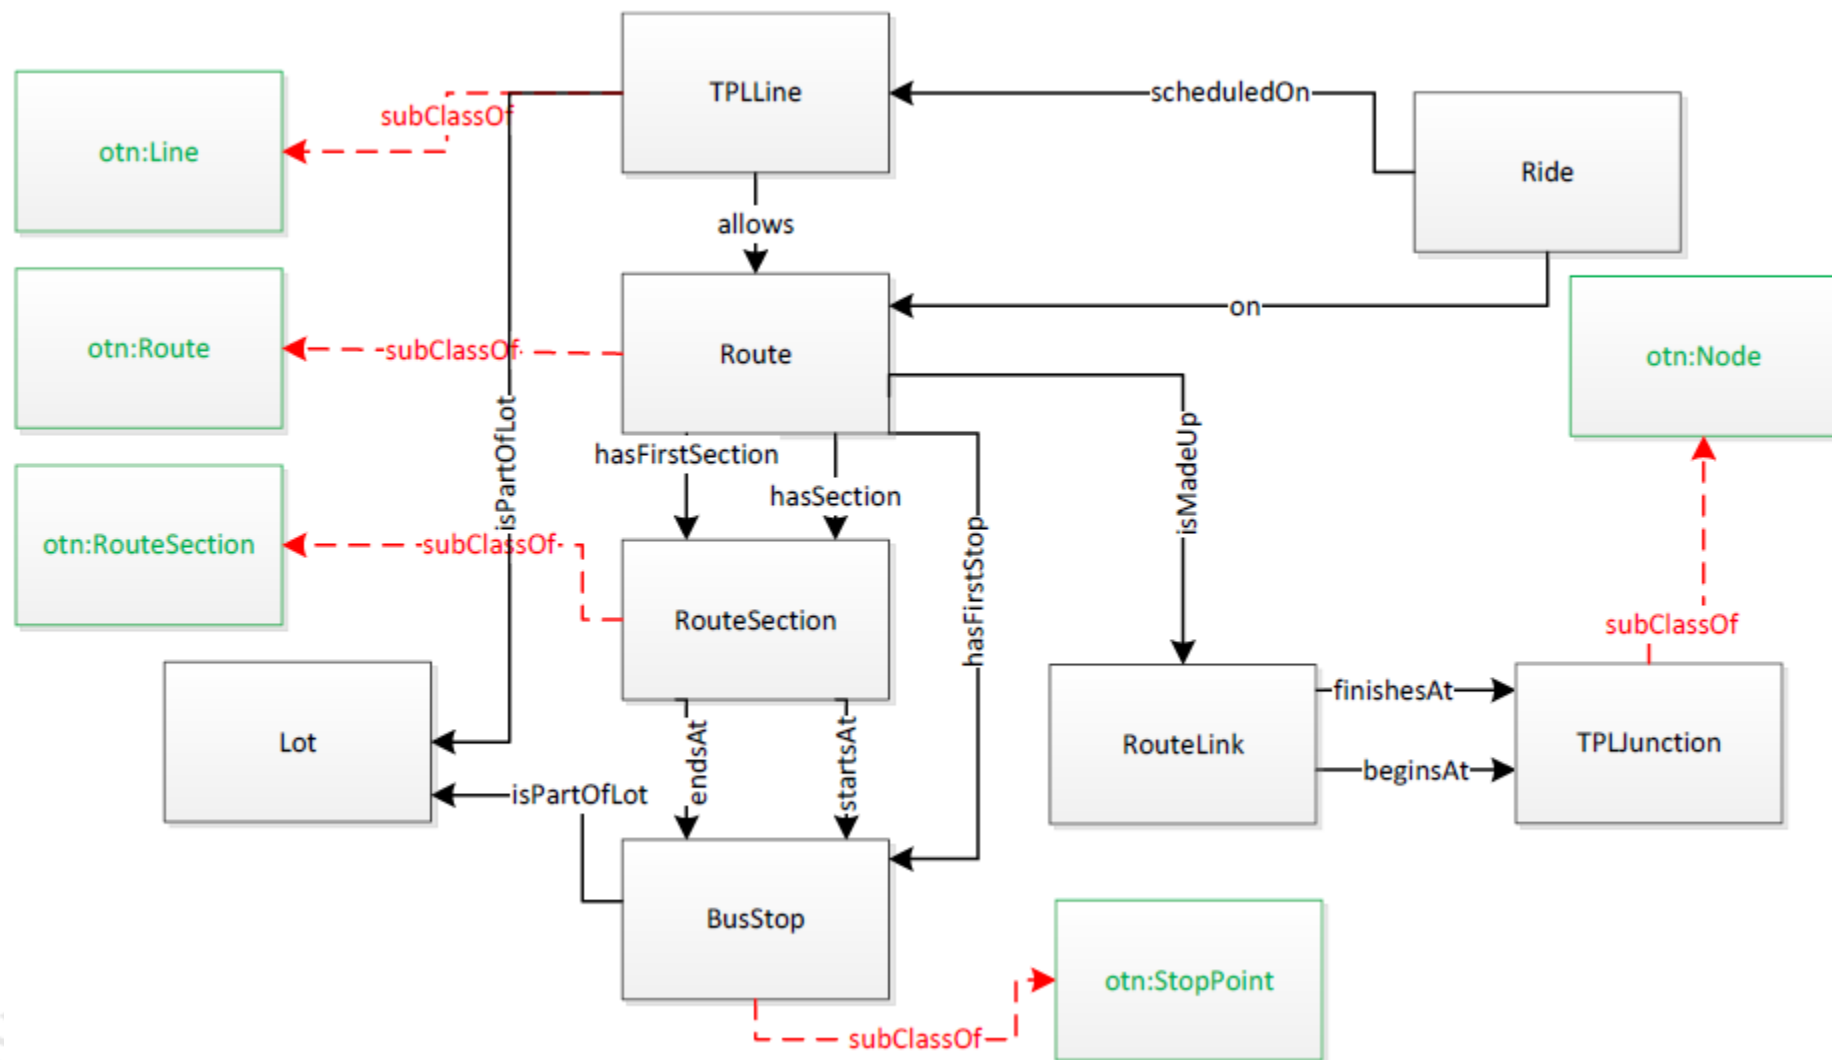 TPLLine
scheduledOn
subClassOf
otn:Line
Ride
allows
on
otn:Route
subClassOf
Route
otn:Node
isPartOfLot
hasFirstSection
isMadeUp
hasSection
otn:RouteSection
subClassOf
hasFirstStop
RouteSection
subClassOf
finishesAt
Lot
endsAt
startsAt
RouteLink
TPLJunction
beginsAt
isPartOfLot
BusStop
otn:StopPoint
subClassOf